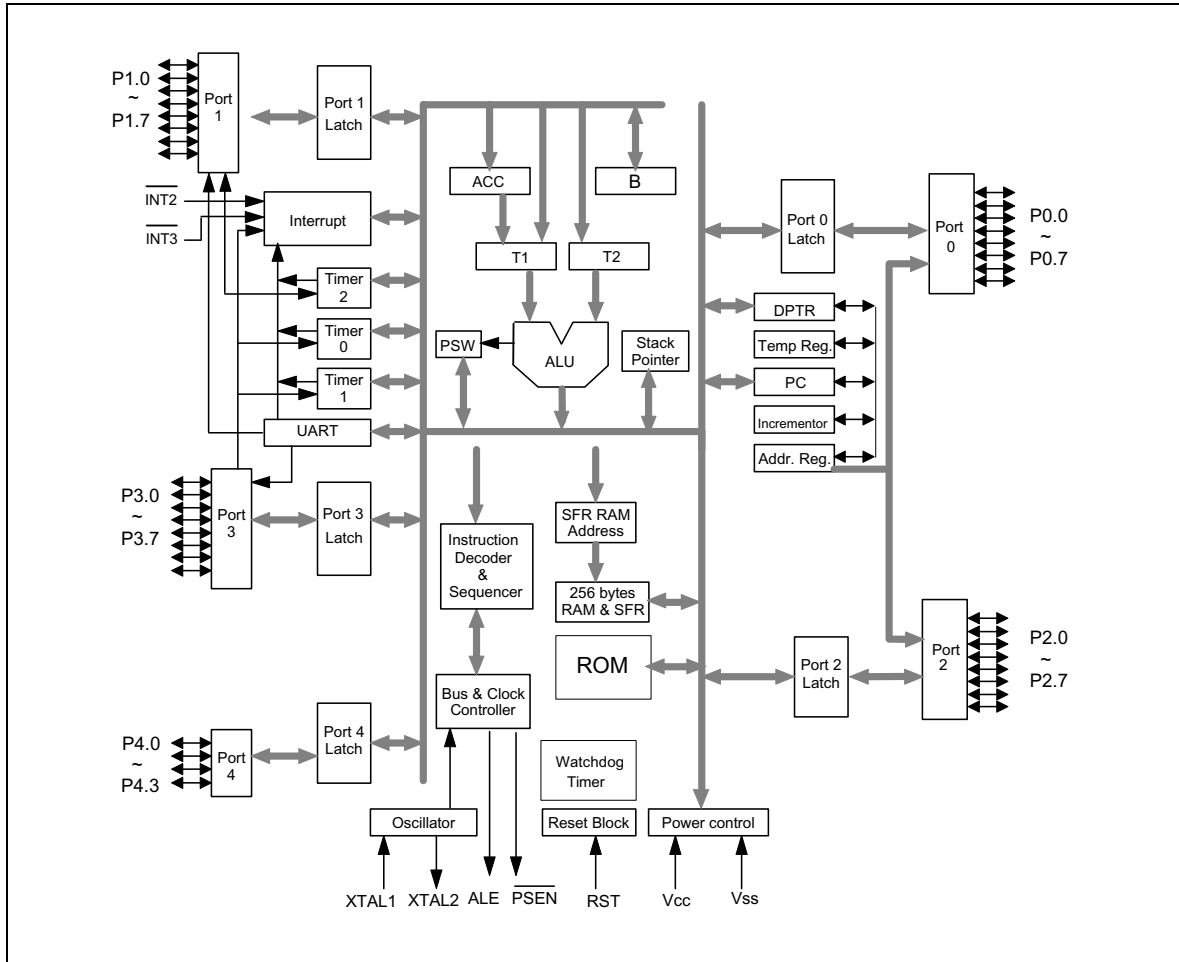 P1.0
~
P1.7
Port
1
Port 1
Latch
INT2
INT3
Interrupt
Timer
2
Timer
0
Timer
1
UART
P3.0
~
P3.7
Port
3
Port 3
Latch
P4.0
~
P4.3
Port
4
Port 4
Latch
ACC
B
T1
T2
PSW
ALU
Stack
Pointer
Instruction
Decoder
&
Sequencer
SFR RAM
Address
256 bytes
RAM & SFR
ROM
Bus & Clock
Controller
Watchdog
Timer
Oscillator
Reset Block
Power control
XTAL1
XTAL2
ALE
PSEN
RST
Vcc
Vss
Port 0
Latch
Port
0
P0.0
~
P0.7
DPTR
Temp Reg.
PC
Incrementor
Addr. Reg.
Port 2
Latch
Port
2
P2.0
~
P2.7